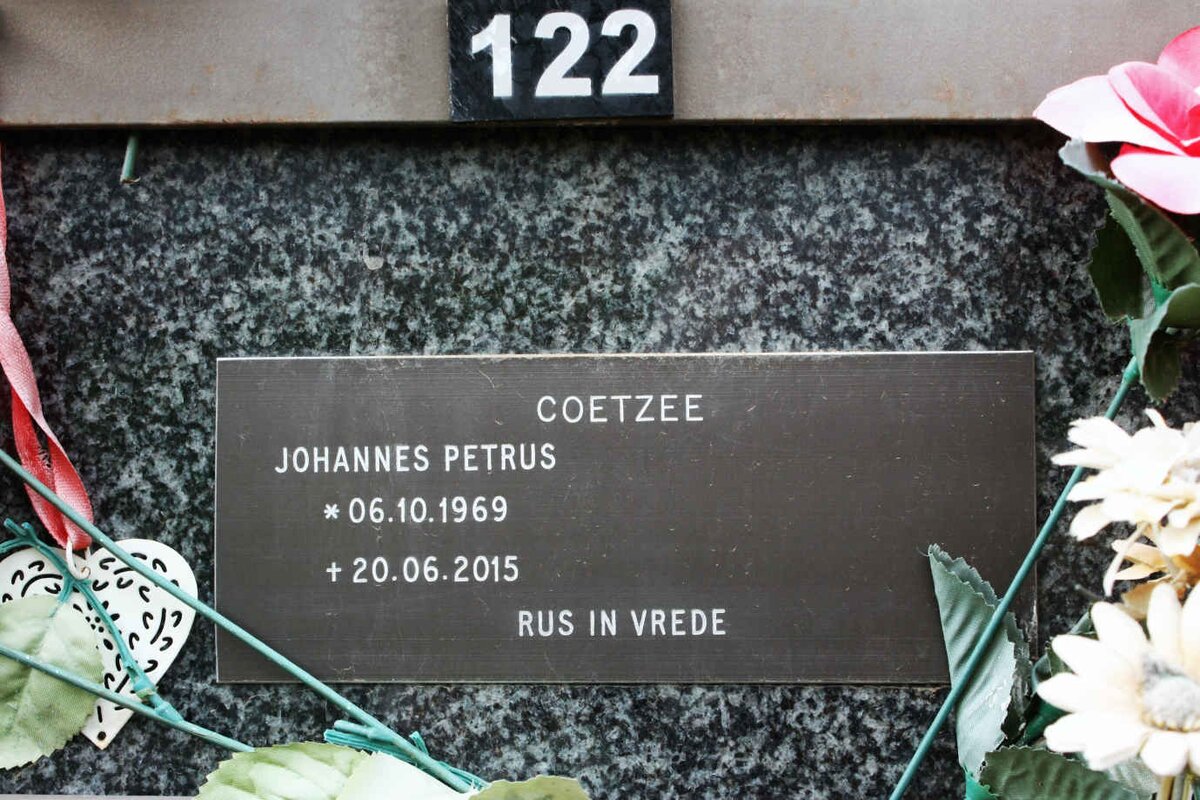 122
COETZEE
JOHANNES PETRUS
* 06.10.1969
+ 20.06.2015
RUS IN VREDE